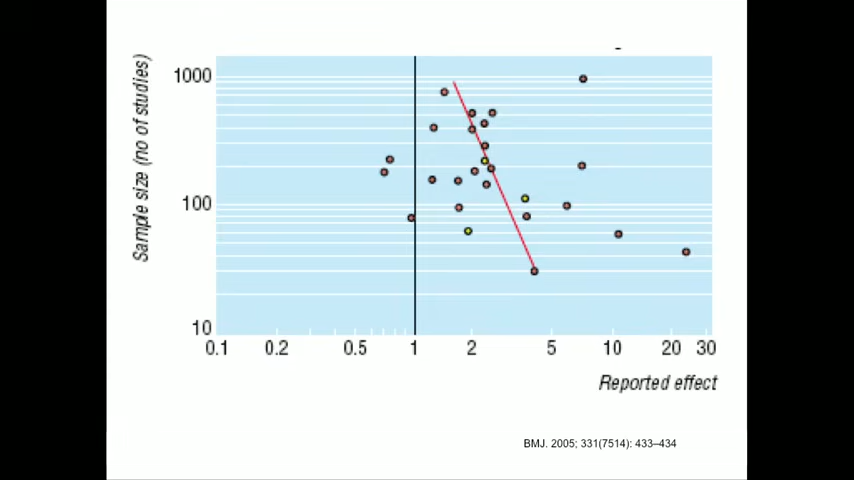 Sample size (no of studies)
1000
100
10
0.1 0.2 0.5 1 2 5 10 20 30
Reported effect
BMJ. 2005; 331(7514): 433–434